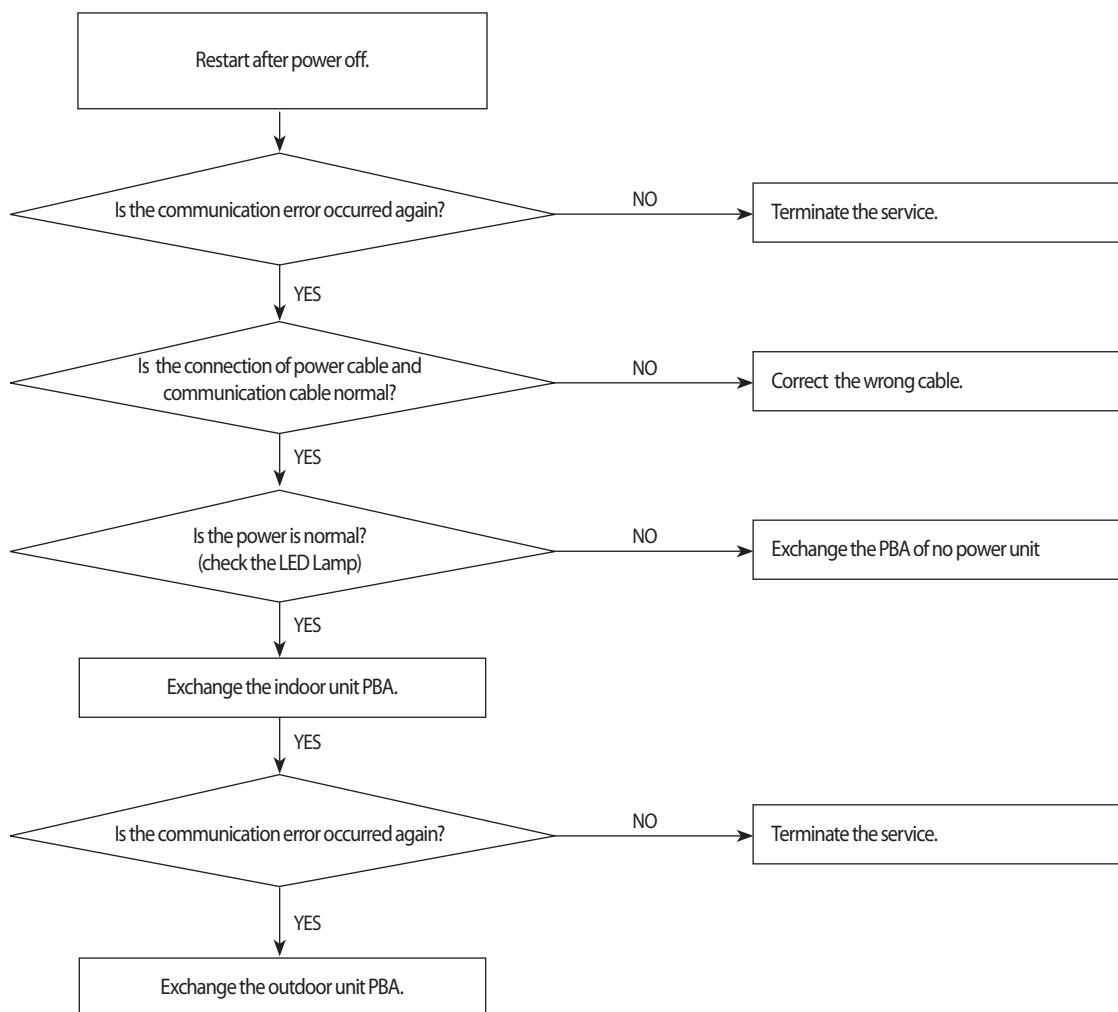 Restart after power off.
Is the communication error occurred again?
NO
Terminate the service.
YES
Is the connection of power cable and
communication cable normal?
NO
Correct the wrong cable.
YES
Is the power is normal?
(check the LED Lamp)
NO
Exchange the PBA of no power unit
YES
Exchange the indoor unit PBA.
YES
Is the communication error occurred again?
NO
Terminate the service.
YES
Exchange the outdoor unit PBA.